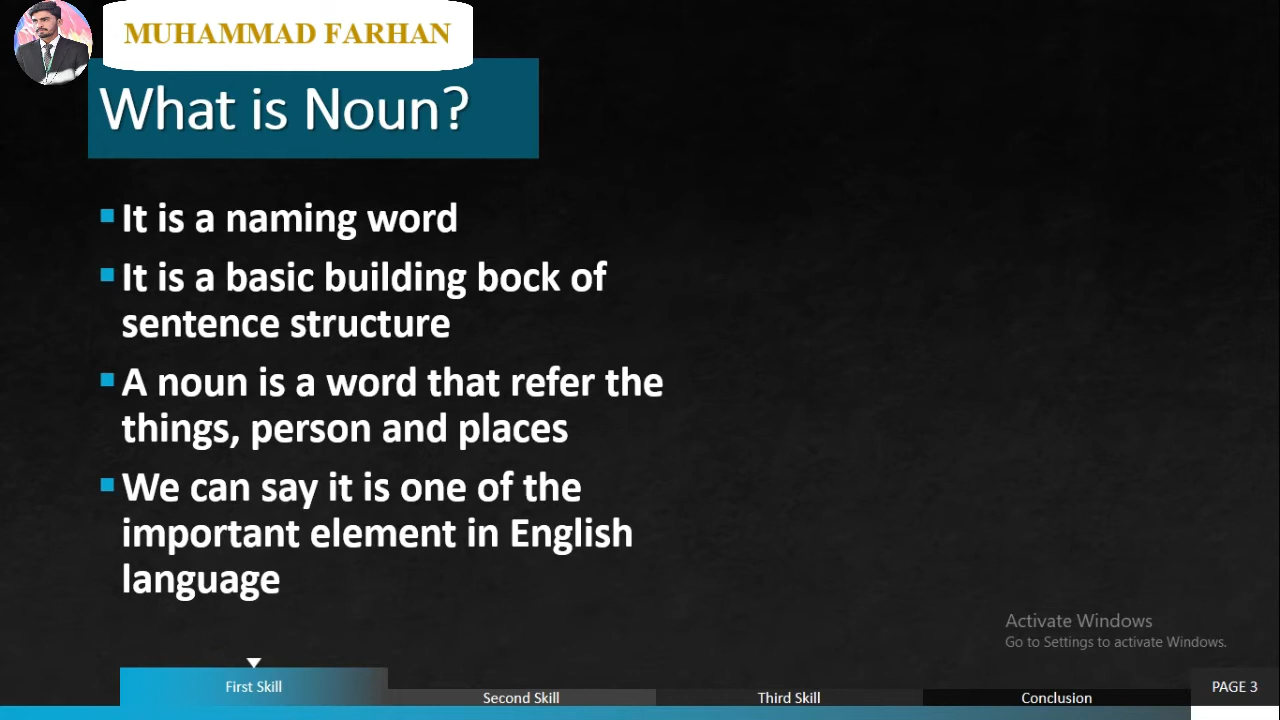 MUHAMMAD FARHAN
What is Noun?
It is a naming word
It is a basic building bock of
sentence structure
A noun is a word that refer the
things, person and places
We can say it is one of the
important element in English
language
Activate Windows
Go to Settings to activate Windows.
First Skill
Second Skill
Third Skill
Conclusion
PAGE 3